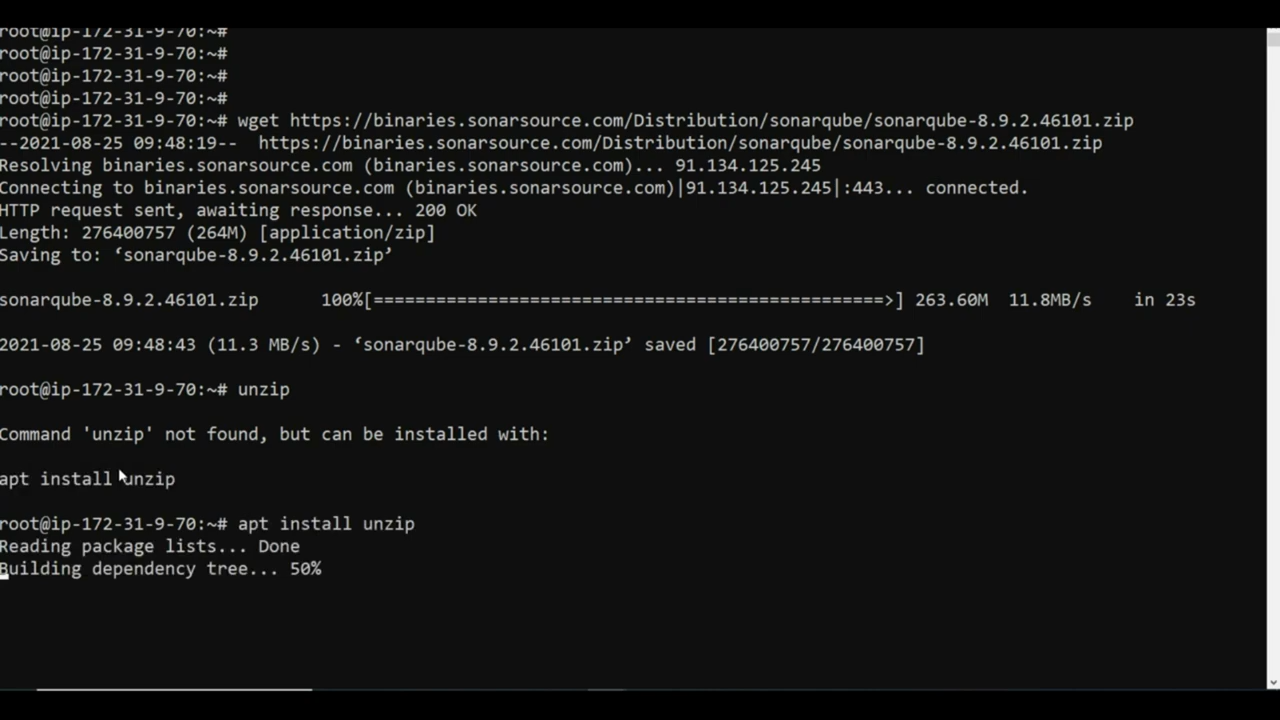 root@ip-172-31-9-70:~#
root@ip-172-31-9-70:~#
root@ip-172-31-9-70:~#
root@ip-172-31-9-70:~#
root@ip-172-31-9-70:~# wget https://binaries.sonarsource.com/Distribution/sonarqube/sonarqube-8.9.2.46101.zip
--2021-08-25 09:48:19--  https://binaries.sonarsource.com/Distribution/sonarqube/sonarqube-8.9.2.46101.zip
Resolving binaries.sonarsource.com (binaries.sonarsource.com)... 91.134.125.245
Connecting to binaries.sonarsource.com (binaries.sonarsource.com)|91.134.125.245|:443... connected.
HTTP request sent, awaiting response... 200 OK
Length: 276400757 (264M) [application/zip]
Saving to: ‘sonarqube-8.9.2.46101.zip’
sonarqube-8.9.2.46101.zip      100%[=================================================>] 263.60M  11.8MB/s    in 23s
2021-08-25 09:48:43 (11.3 MB/s) - ‘sonarqube-8.9.2.46101.zip’ saved [276400757/276400757]
root@ip-172-31-9-70:~# unzip
Command 'unzip' not found, but can be installed with:
apt install unzip
root@ip-172-31-9-70:~# apt install unzip
Reading package lists... Done
Building dependency tree... 50%